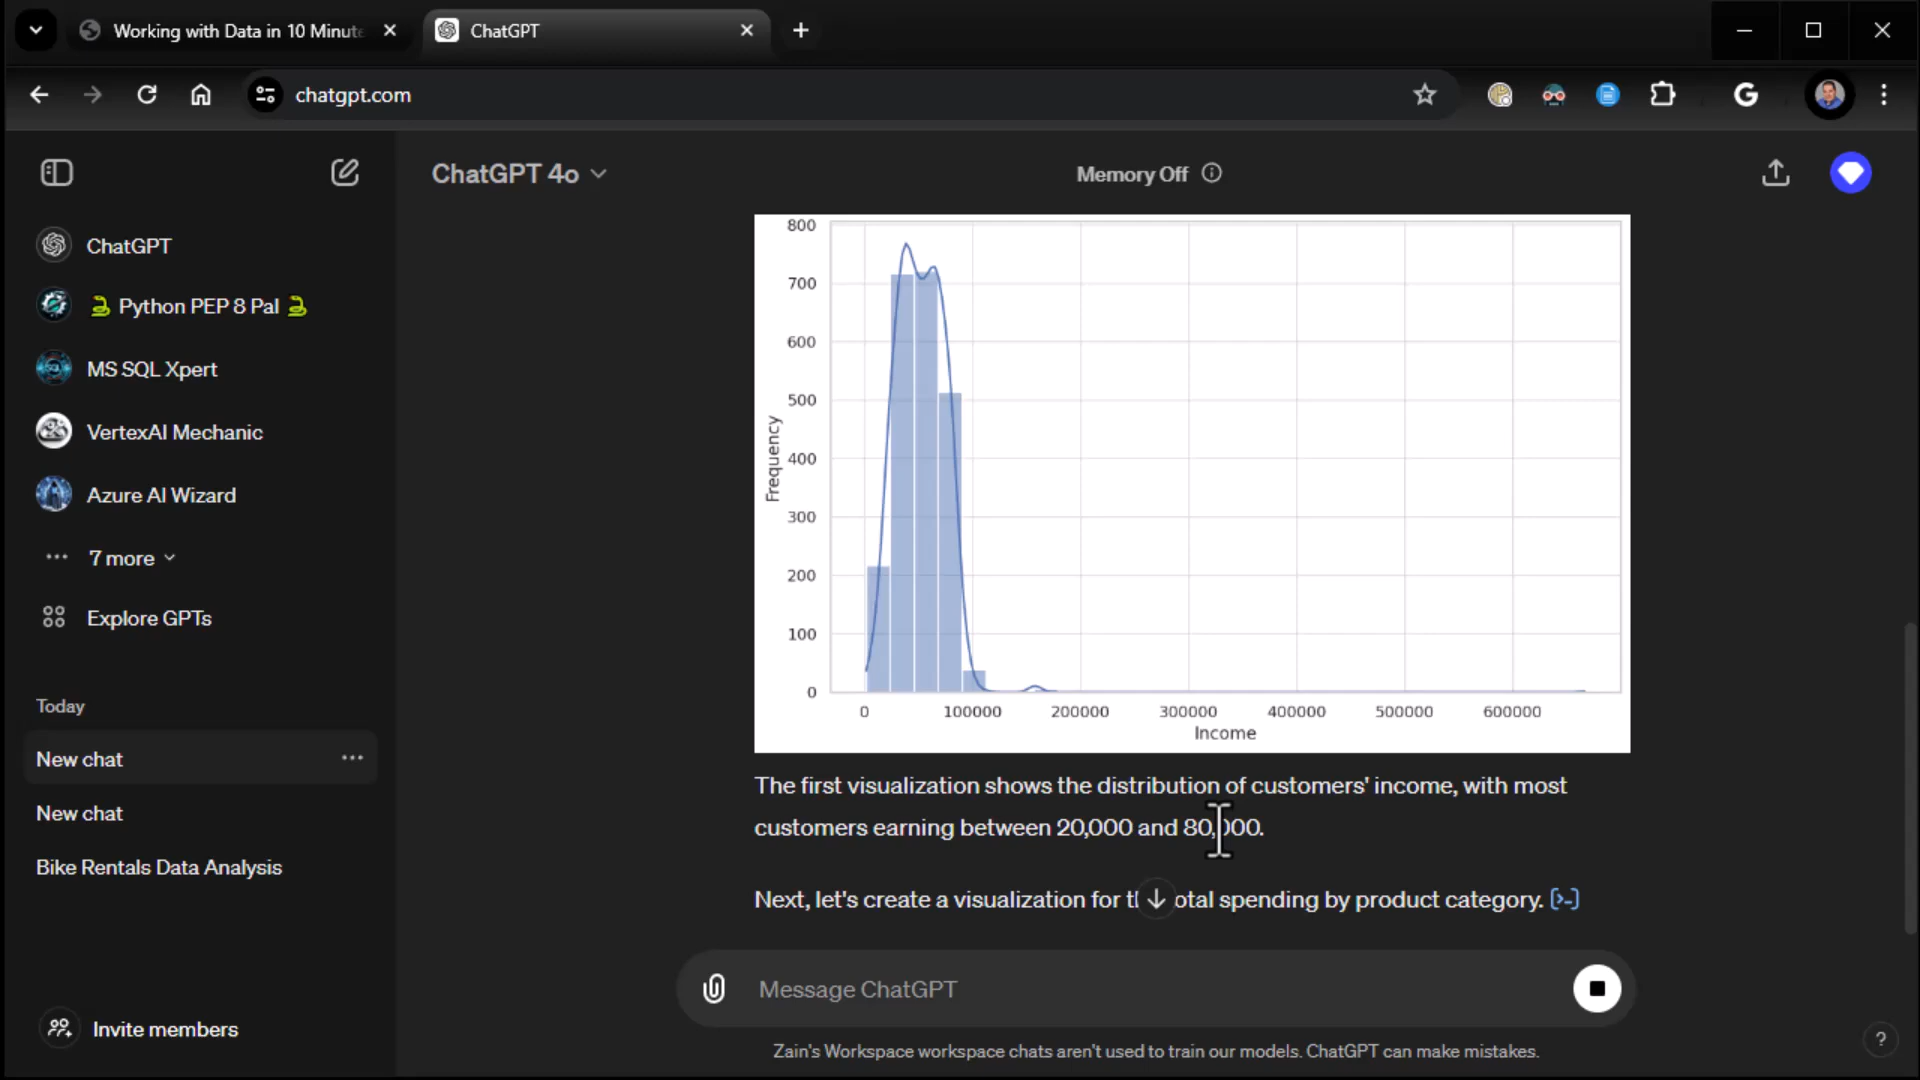 Working with Data in 10 Minute
ChatGPT
chatgpt.com
ChatGPT 4o
Memory Off
ChatGPT
Python PEP 8 Pal
MS SQL Xpert
VertexAI Mechanic
Azure AI Wizard
7 more
Explore GPTs
Today
New chat
New chat
Bike Rentals Data Analysis
Invite members
800
700
600
500
400
300
200
100
0
Frequency
0
100000
200000
300000
400000
500000
600000
Income
The first visualization shows the distribution of customers' income, with most
customers earning between 20,000 and 80,000.
Next, let's create a visualization for otal spending by product category.
Message ChatGPT
Zain's Workspace workspace chats aren't used to train our models. ChatGPT can make mistakes.
?